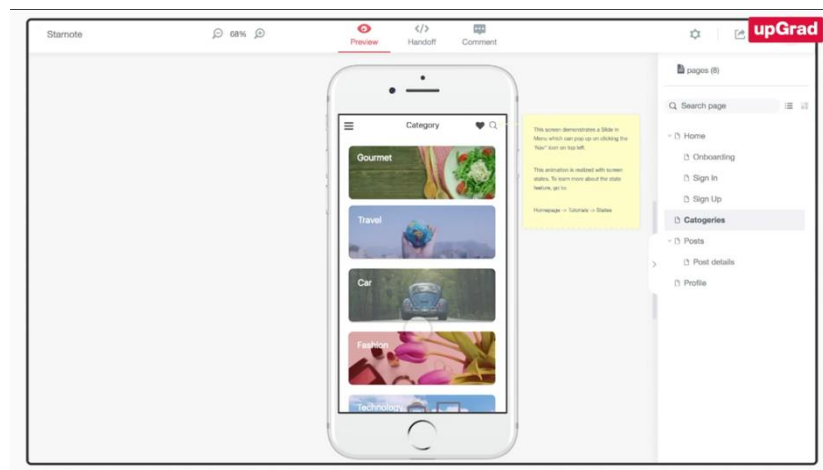 Starnote
68%
Preview
</>
Handoff
Comment
upGrad
pages (8)
Search page
Home
Onboarding
Sign In
Sign Up
Catogeries
Posts
Post details
Profile
Category
Gourmet
Travel
Car
Fashion
Technology
This screen demonstrates a Slide in
Menu which can pop up on clicking the
"Nav" icon on top left.
This animation is realized with screen
states. To learn more about the state
feature, go to:
Homepage -> Tutorials -> States